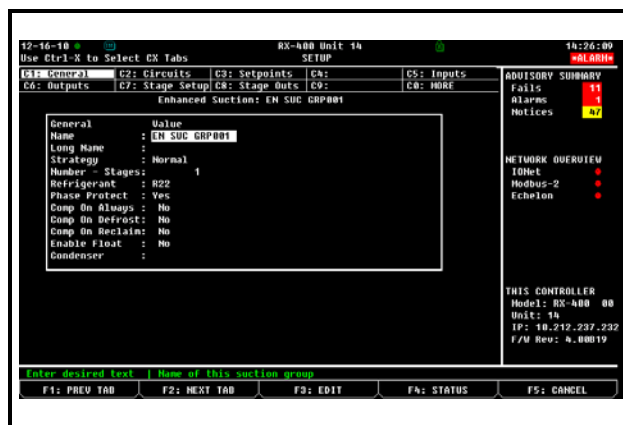 12-16-10 RX-400 Unit 14 14:26:09
Use Ctrl-X to Select CX Tabs SETUP *ALARM*
C1: General C2: Circuits C3: Setpoints C4: C5: Inputs
C6: Outputs C7: Stage Setup C8: Stage Outs C9: C0: MORE
Enhanced Suction: EN SUC GRP001
General Value
Name : EN SUC GRP001
Long Name :
Strategy : Normal
Number - Stages: 1
Refrigerant : R22
Phase Protect : Yes
Comp On Always : No
Comp On Defrost: No
Comp On Reclaim: No
Enable Float : No
Condenser :
ADVISORY SUMMARY
Fails 11
Alarms 1
Notices 47
NETWORK OVERVIEW
IONet
Modbus-2
Echelon
THIS CONTROLLER
Model: RX-400 00
Unit: 14
IP: 10.212.237.232
F/W Rev: 4.00B19
Enter desired text | Name of this suction group
F1: PREV TAB F2: NEXT TAB F3: EDIT F4: STATUS F5: CANCEL